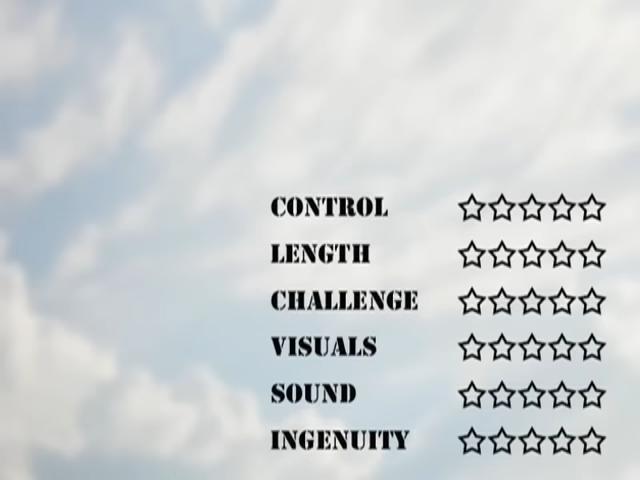 CONTROL ☆☆☆☆☆
LENGTH ☆☆☆☆☆
CHALLENGE ☆☆☆☆☆
VISUALS ☆☆☆☆☆
SOUND ☆☆☆☆☆
INGENUITY ☆☆☆☆☆